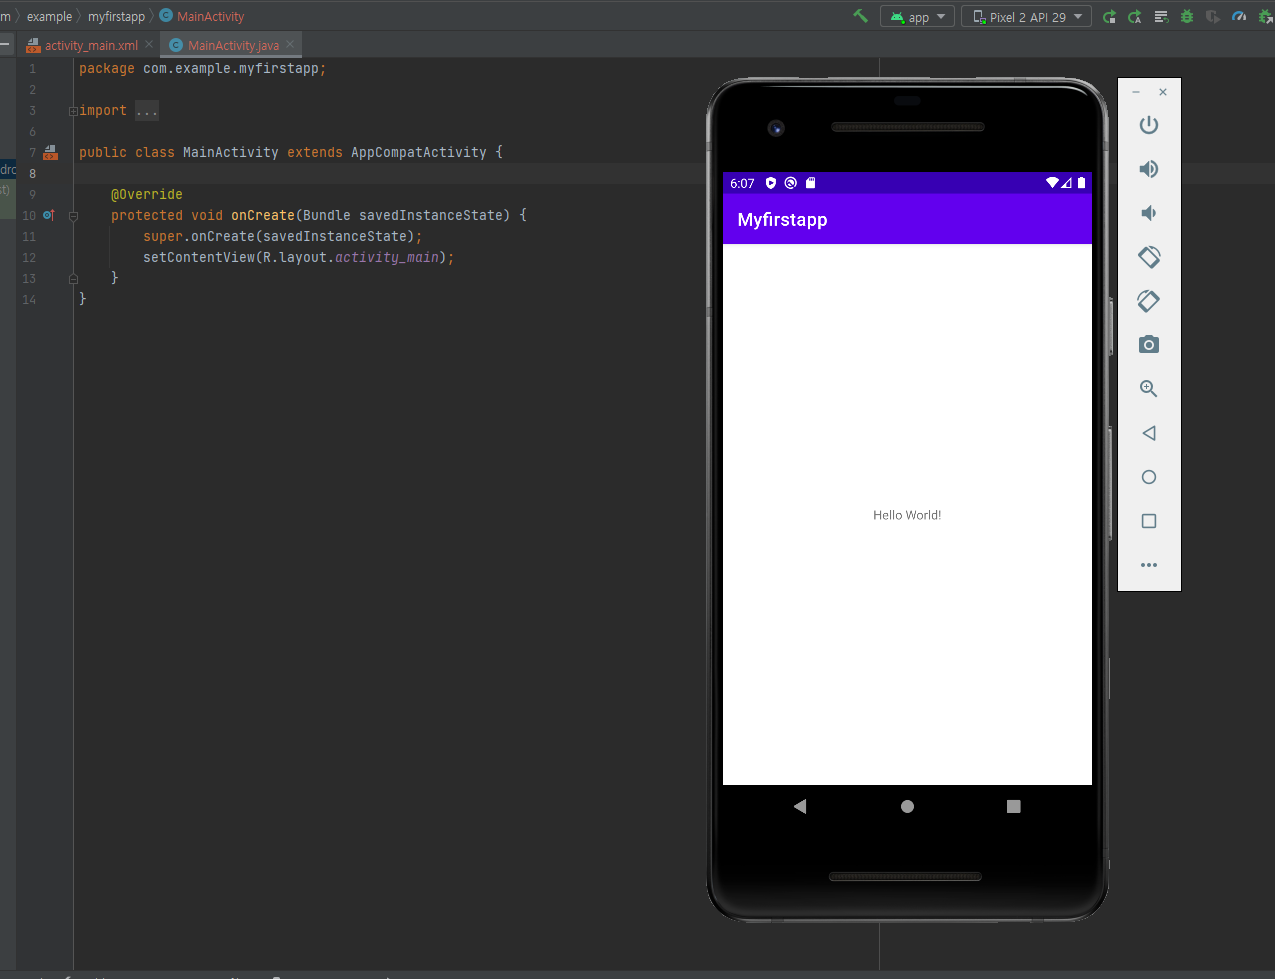 m 〉 example 〉 myfirstapp 〉 C MainActivity
app
Pixel 2 API 29
activity_main.xml
C MainActivity.java
1 package com.example.myfirstapp;
2
3 import ...
6
7 public class MainActivity extends AppCompatActivity {
8
9 @Override
10 protected void onCreate(Bundle savedInstanceState) {
11 super.onCreate(savedInstanceState);
12 setContentView(R.layout.activity_main);
13 }
14 }
dro
st)
6:07
Myfirstapp
Hello World!